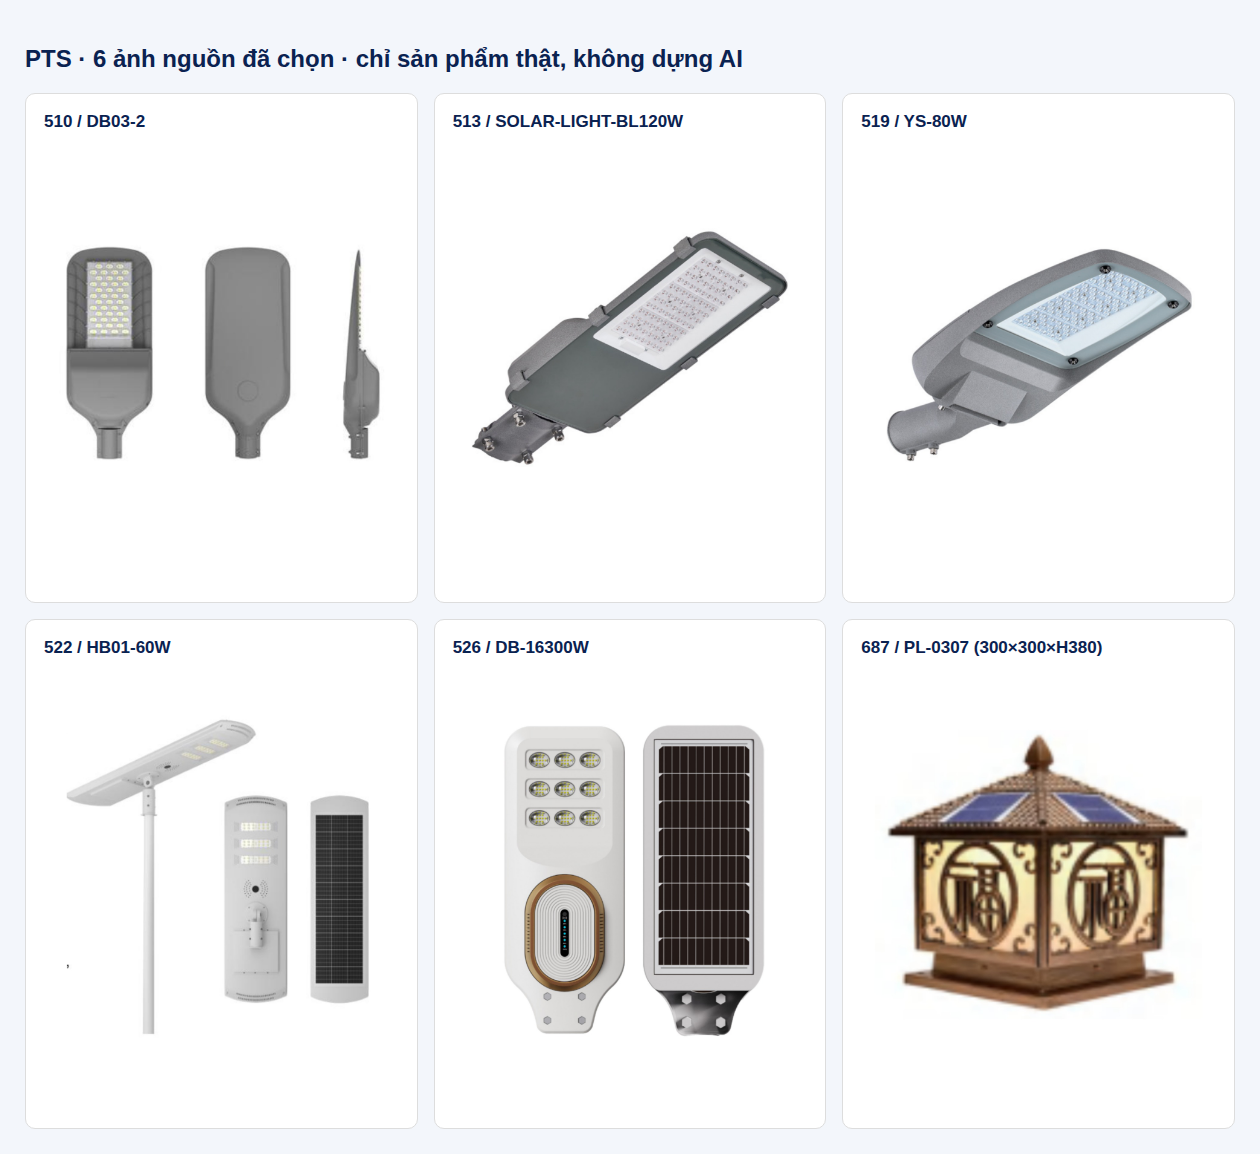 PTS · 6 ảnh nguồn đã chọn · chỉ sản phẩm thật, không dựng AI
510 / DB03-2
513 / SOLAR-LIGHT-BL120W
519 / YS-80W
522 / HB01-60W
526 / DB-16300W
687 / PL-0307 (300×300×H380)